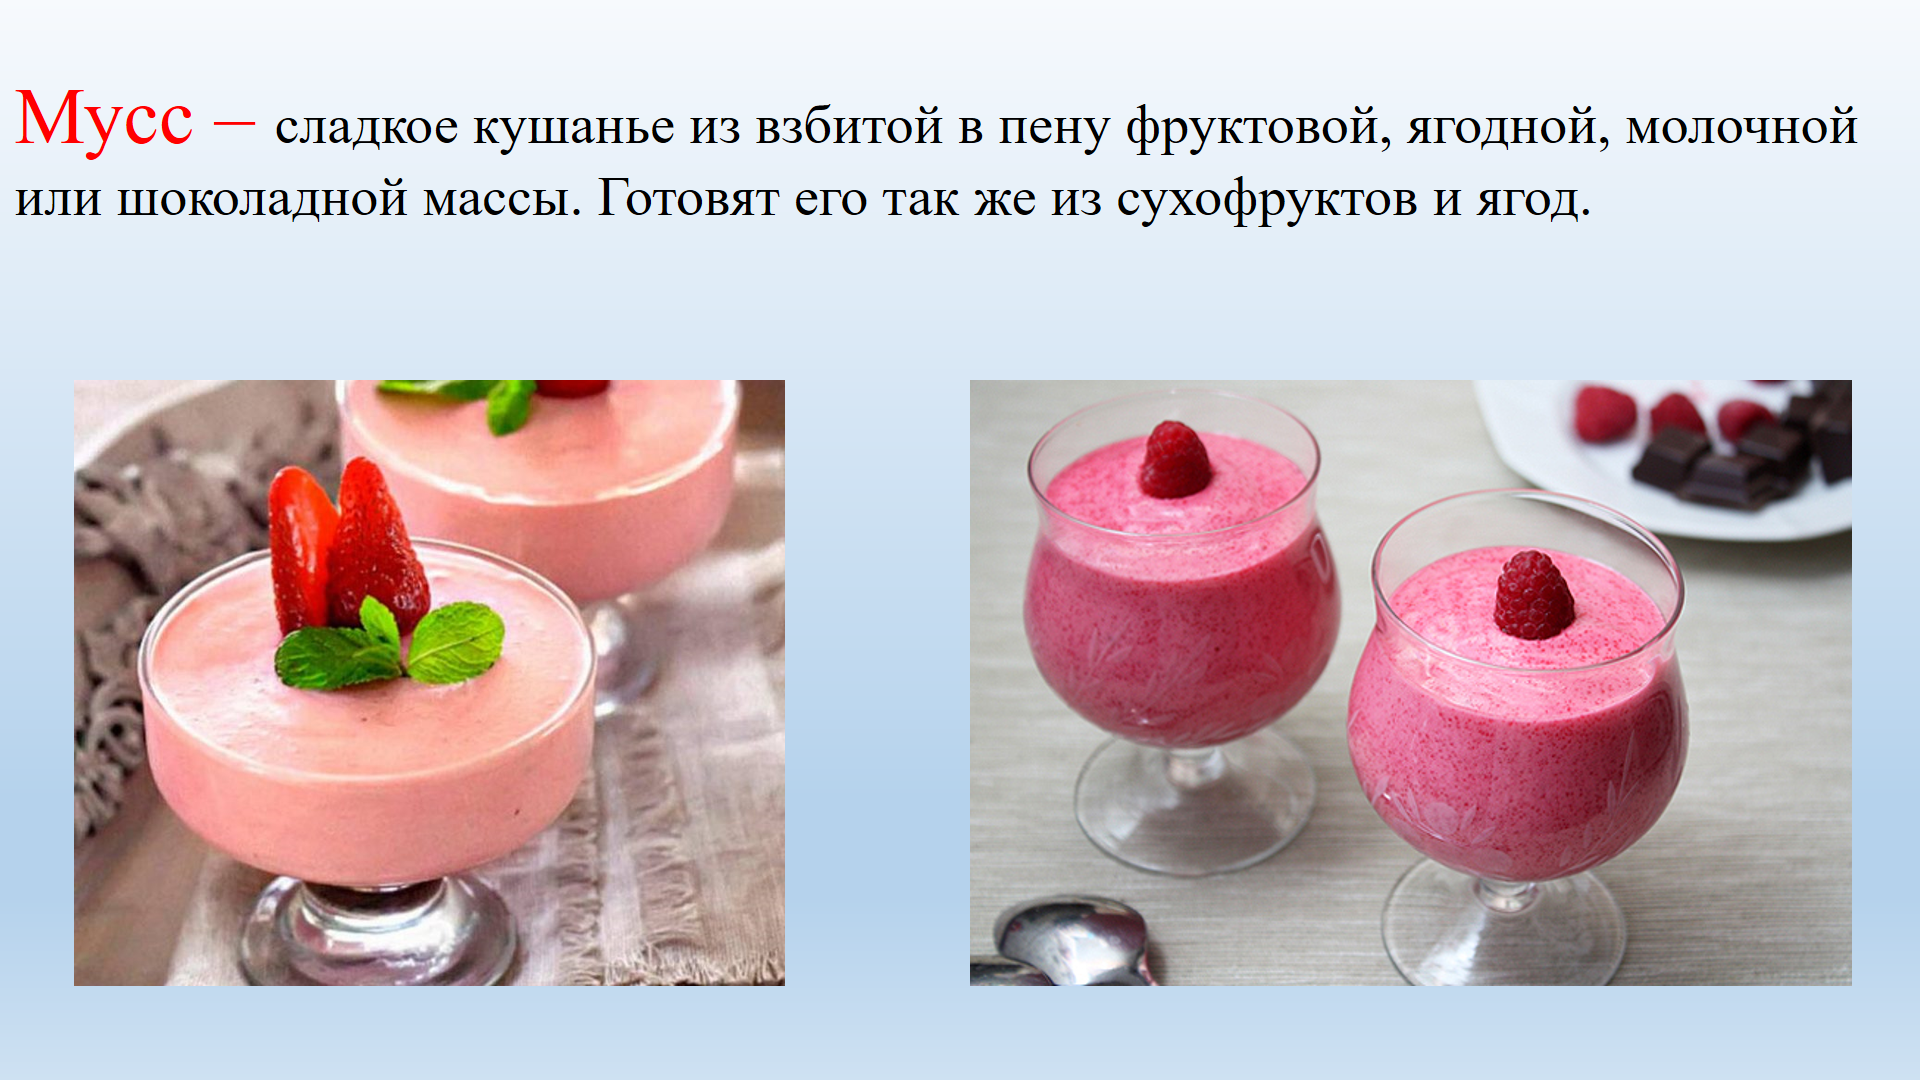 Мусс – сладкое кушанье из взбитой в пену фруктовой, ягодной, молочной
или шоколадной массы. Готовят его так же из сухофруктов и ягод.